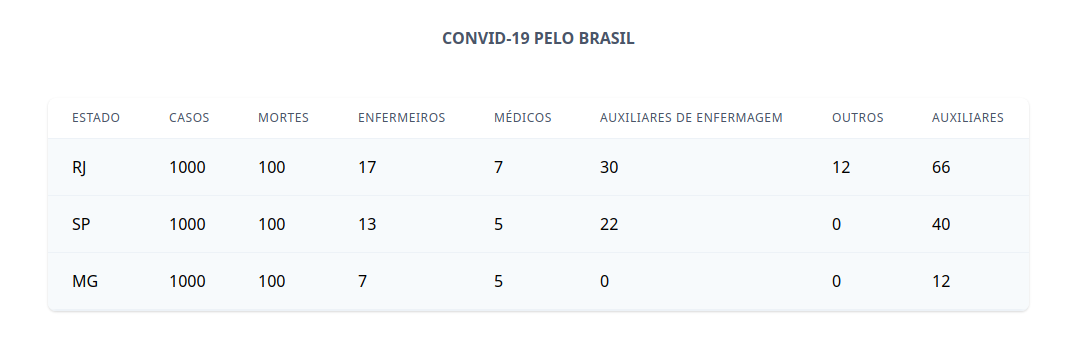 CONVID-19 PELO BRASIL
ESTADO CASOS MORTES ENFERMEIROS MÉDICOS AUXILIARES DE ENFERMAGEM OUTROS AUXILIARES
RJ 1000 100 17 7 30 12 66
SP 1000 100 13 5 22 0 40
MG 1000 100 7 5 0 0 12